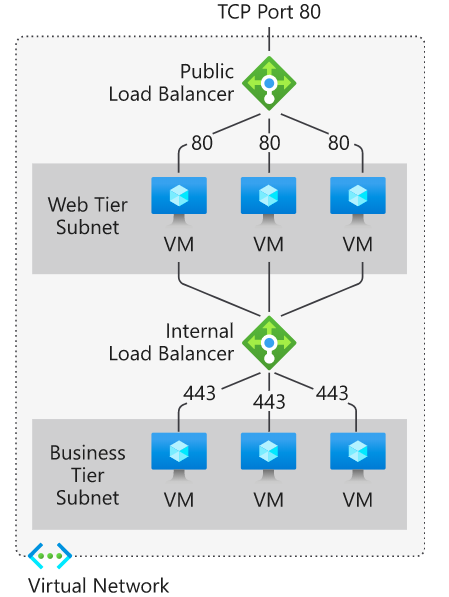 TCP Port 80
Public
Load Balancer
80 80 80
Web Tier
Subnet
VM VM VM
Internal
Load Balancer
443 443 443
Business
Tier
Subnet
VM VM VM
Virtual Network